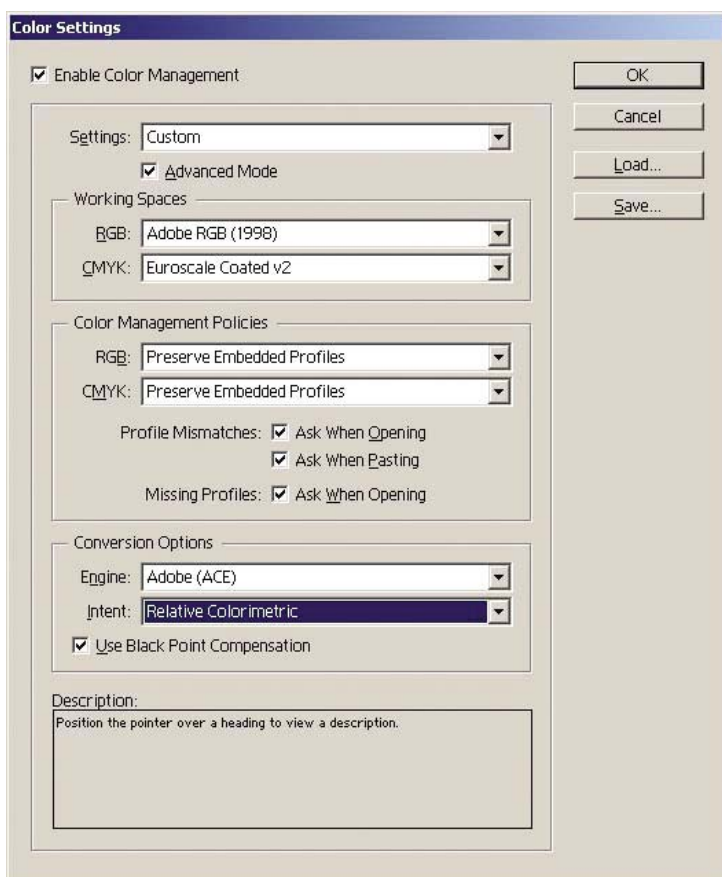 Color Settings
Enable Color Management
OK
Cancel
Load...
Save...
Settings: Custom
Advanced Mode
Working Spaces
RGB: Adobe RGB (1998)
CMYK: Euroscale Coated v2
Color Management Policies
RGB: Preserve Embedded Profiles
CMYK: Preserve Embedded Profiles
Profile Mismatches: Ask When Opening
Ask When Pasting
Missing Profiles: Ask When Opening
Conversion Options
Engine: Adobe (ACE)
Intent: Relative Colorimetric
Use Black Point Compensation
Description:
Position the pointer over a heading to view a description.